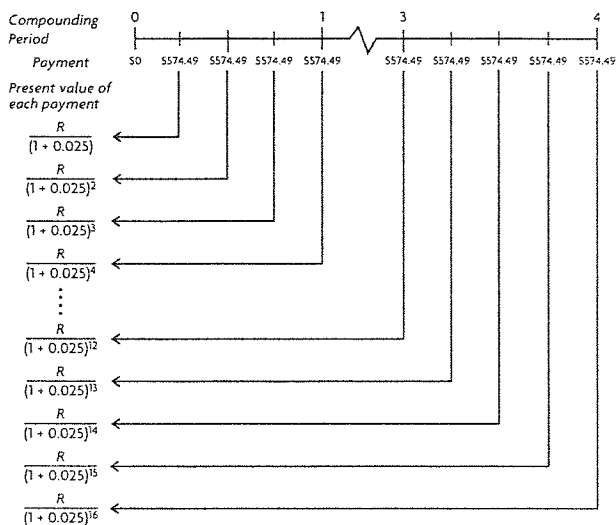 Compounding 0 1 3 4
Period
Payment $0 $574.49 $574.49 $574.49 $574.49 $574.49 $574.49 $574.49 $574.49 $574.49
Present value of
each payment
R
(1 + 0.025)
R
(1 + 0.025)²
R
(1 + 0.025)³
R
(1 + 0.025)⁴
R
(1 + 0.025)¹²
R
(1 + 0.025)¹³
R
(1 + 0.025)¹⁴
R
(1 + 0.025)¹⁵
R
(1 + 0.025)¹⁶